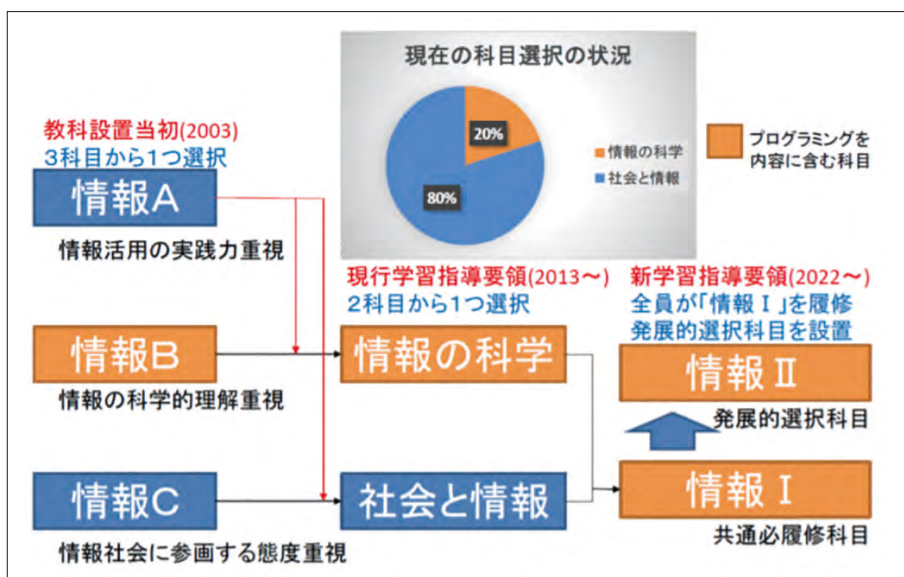 現在の科目選択の状況
20%
80%
情報の科学
社会と情報
プログラミングを
内容に含む科目
教科設置当初(2003)
3科目から1つ選択
情報A
情報活用の実践力重視
情報B
情報の科学的理解重視
情報C
情報社会に参画する態度重視
現行学習指導要領(2013～)
2科目から1つ選択
情報の科学
社会と情報
新学習指導要領(2022～)
全員が「情報Ⅰ」を履修
発展的選択科目を設置
情報Ⅱ
発展的選択科目
情報Ⅰ
共通必履修科目